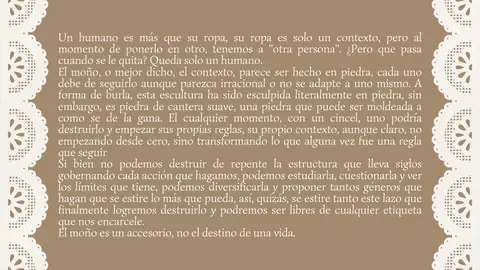 Un humano es más que su ropa, su ropa es solo un contexto, pero al
momento de ponerlo en otro, tenemos a "otra persona". ¿Pero que pasa
cuando se le quita? Queda solo un humano.
El moño, o mejor dicho, el contexto, parece ser hecho en piedra, cada uno
debe de seguirlo aunque parezca irracional o no se adapte a uno mismo. A
forma de burla, esta escultura ha sido esculpida literalmente en piedra, sin
embargo, es piedra de cantera suave, una piedra que puede ser moldeada a
como se de la gana. El cualquier momento, con un cincel, uno podría
destruirlo y empezar sus propias reglas, su propio contexto, aunque claro, no
empezando desde cero, sino transformando lo que alguna vez fue una regla
que seguir
Si bien no podemos destruir de repente la estructura que lleva siglos
gobernando cada acción que hagamos, podemos estudiarla, cuestionarla y ver
los límites que tiene, podemos diversificarla y proponer tantos géneros que
hagan que se estire lo más que pueda, así, quizás, se estire tanto este lazo que
finalmente logremos destruirlo y podremos ser libres de cualquier etiqueta
que nos encarcele.
El moño es un accesorio, no el destino de una vida.